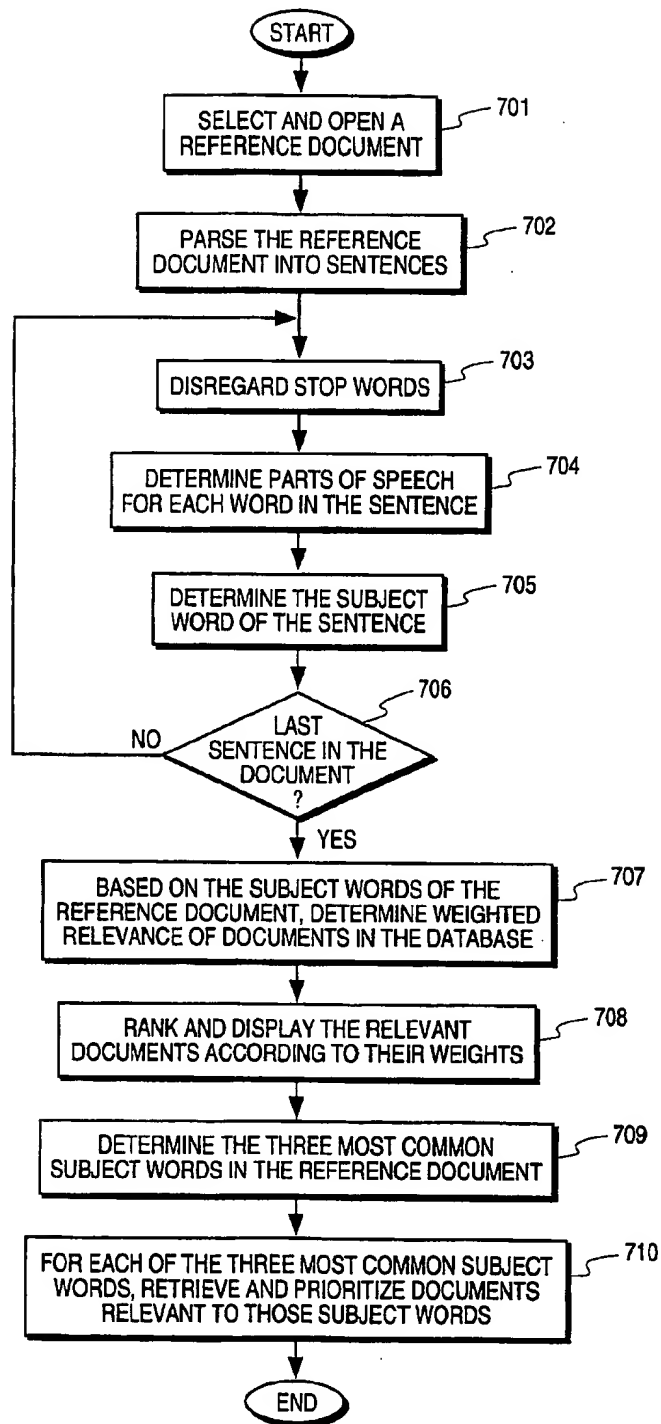 START
SELECT AND OPEN A
REFERENCE DOCUMENT
701
PARSE THE REFERENCE
DOCUMENT INTO SENTENCES
702
DISREGARD STOP WORDS
703
DETERMINE PARTS OF SPEECH
FOR EACH WORD IN THE SENTENCE
704
DETERMINE THE SUBJECT
WORD OF THE SENTENCE
705
LAST
SENTENCE IN THE
DOCUMENT
?
706
NO
YES
BASED ON THE SUBJECT WORDS OF THE
REFERENCE DOCUMENT, DETERMINE WEIGHTED
RELEVANCE OF DOCUMENTS IN THE DATABASE
707
RANK AND DISPLAY THE RELEVANT
DOCUMENTS ACCORDING TO THEIR WEIGHTS
708
DETERMINE THE THREE MOST COMMON
SUBJECT WORDS IN THE REFERENCE DOCUMENT
709
FOR EACH OF THE THREE MOST COMMON SUBJECT
WORDS, RETRIEVE AND PRIORITIZE DOCUMENTS
RELEVANT TO THOSE SUBJECT WORDS
710
END